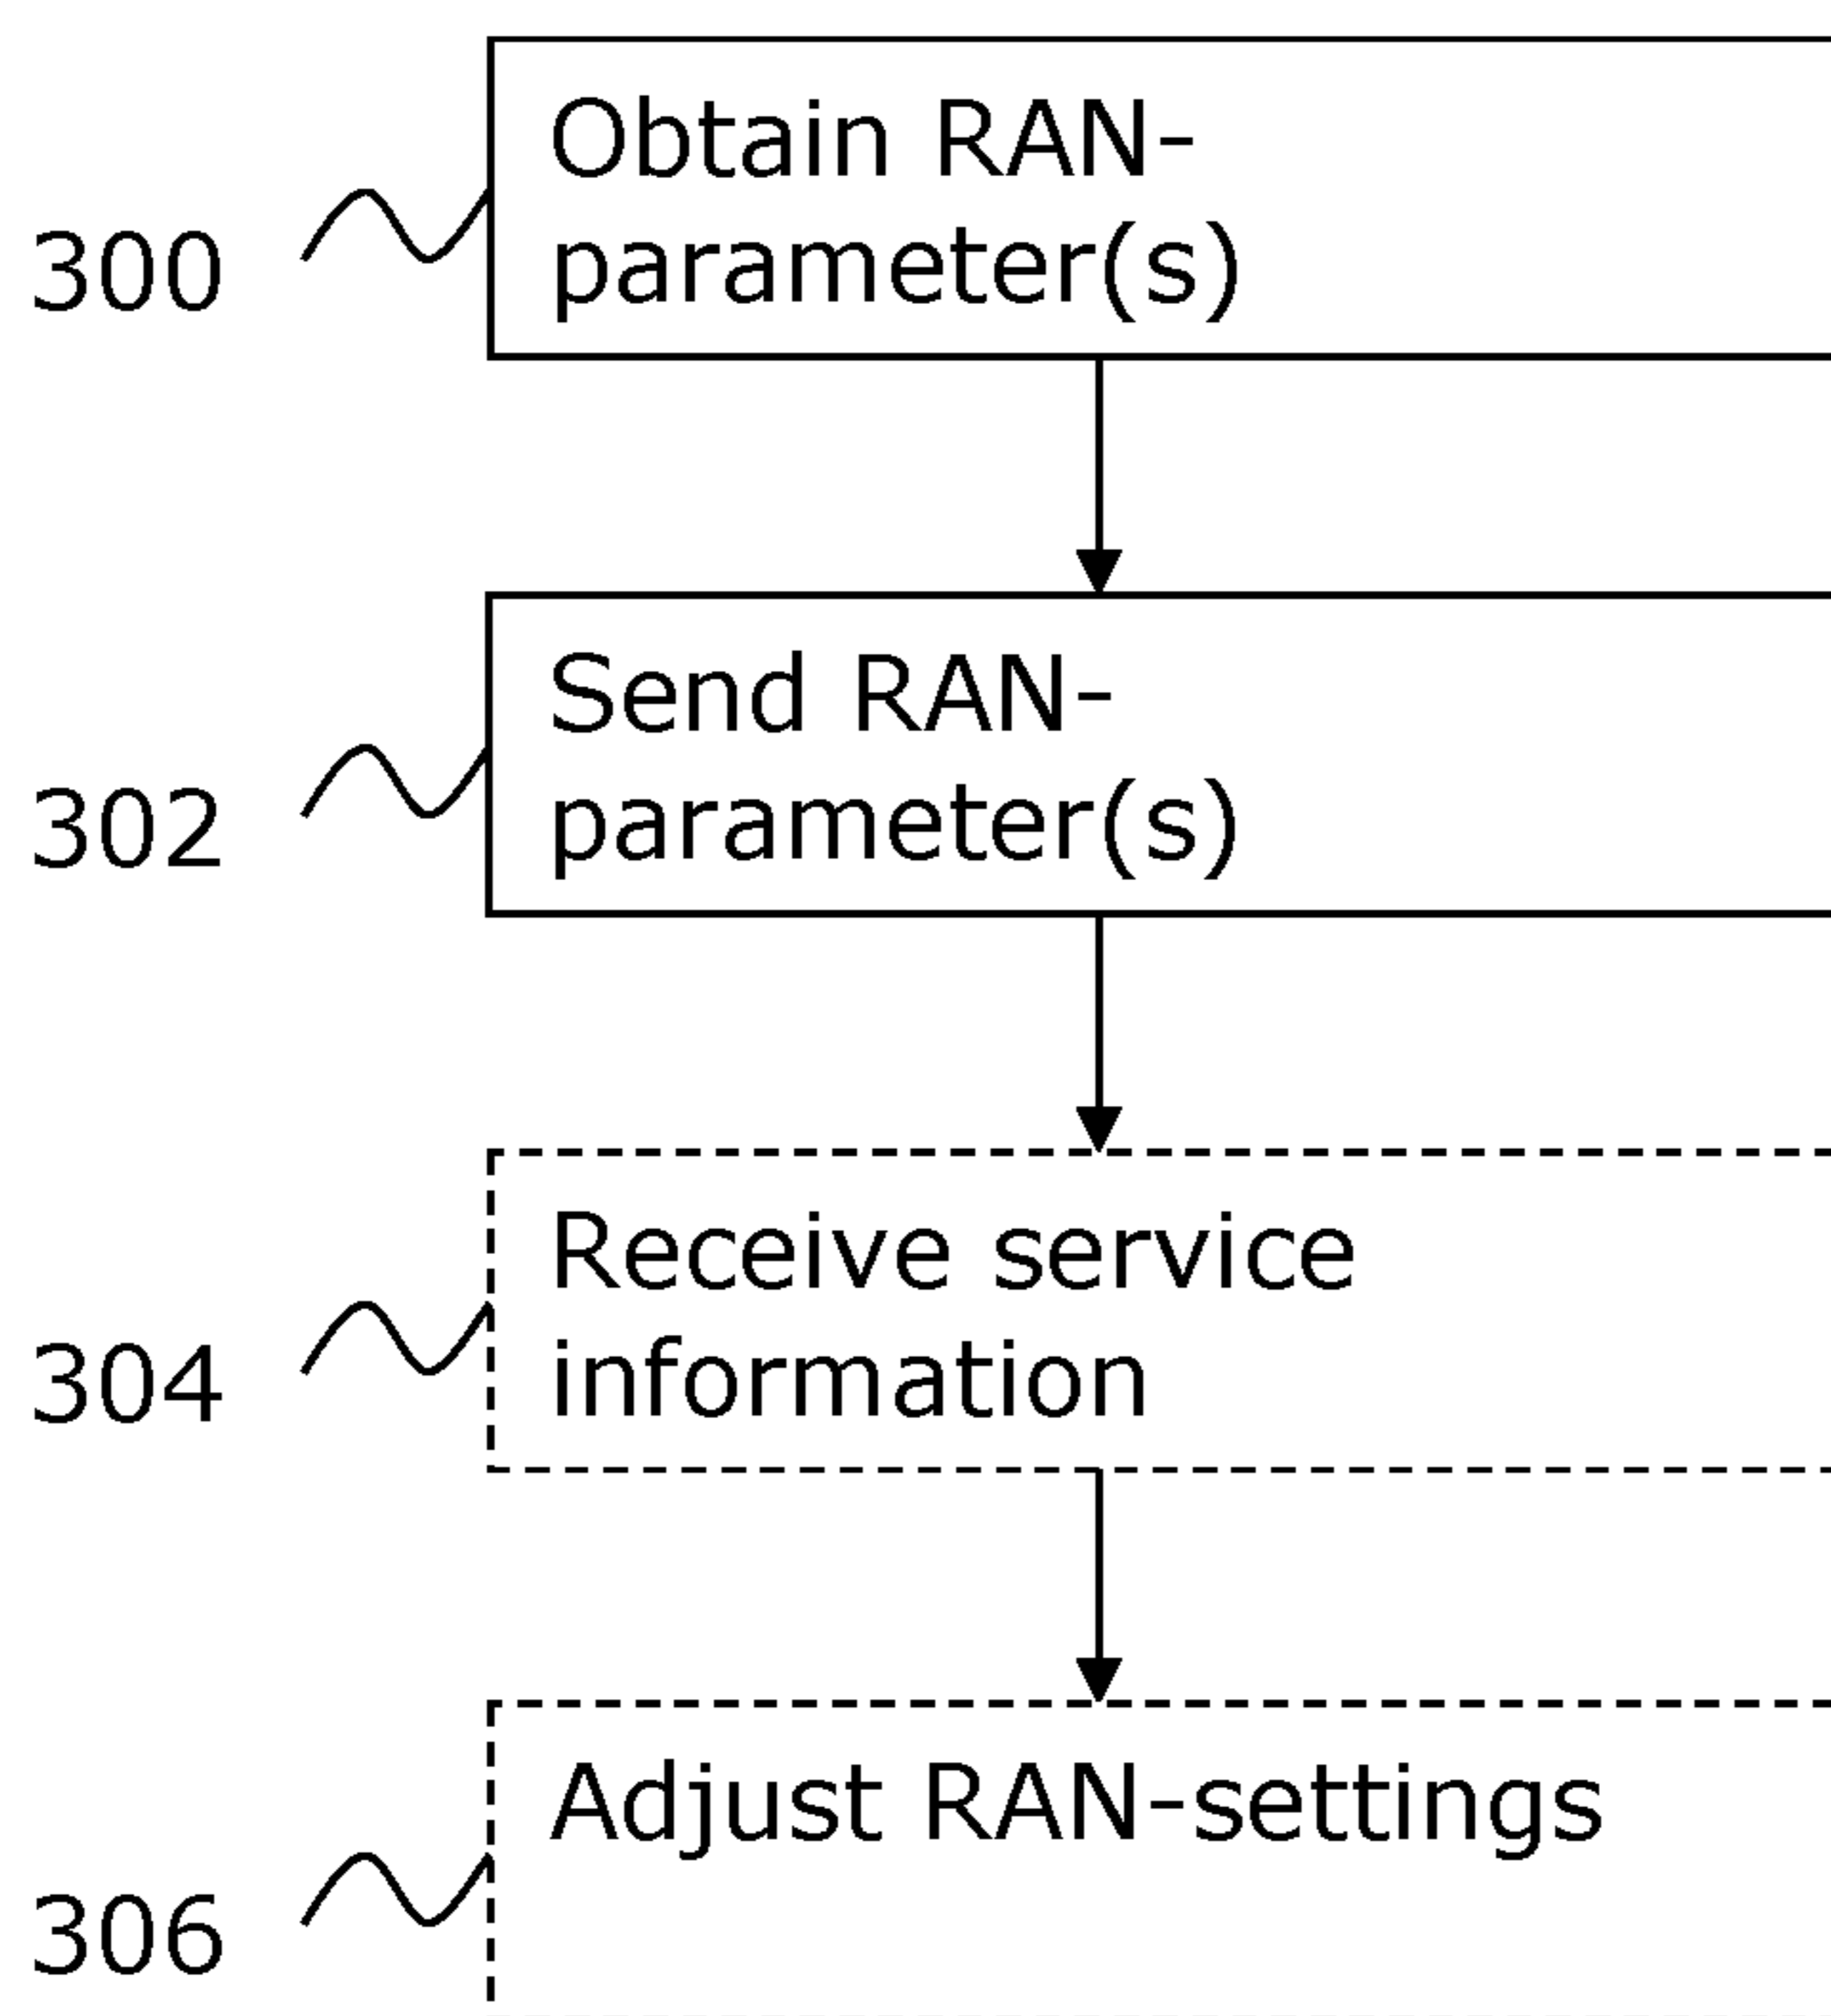 Obtain RAN-
parameter(s)
300
Send RAN-
parameter(s)
302
Receive service
information
304
Adjust RAN-settings
306